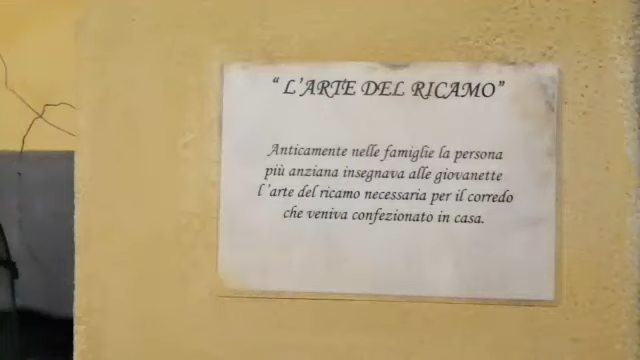 “ L’ARTE DEL RICAMO”
Anticamente nelle famiglie la persona
più anziana insegnava alle giovanette
l’arte del ricamo necessaria per il corredo
che veniva confezionato in casa.